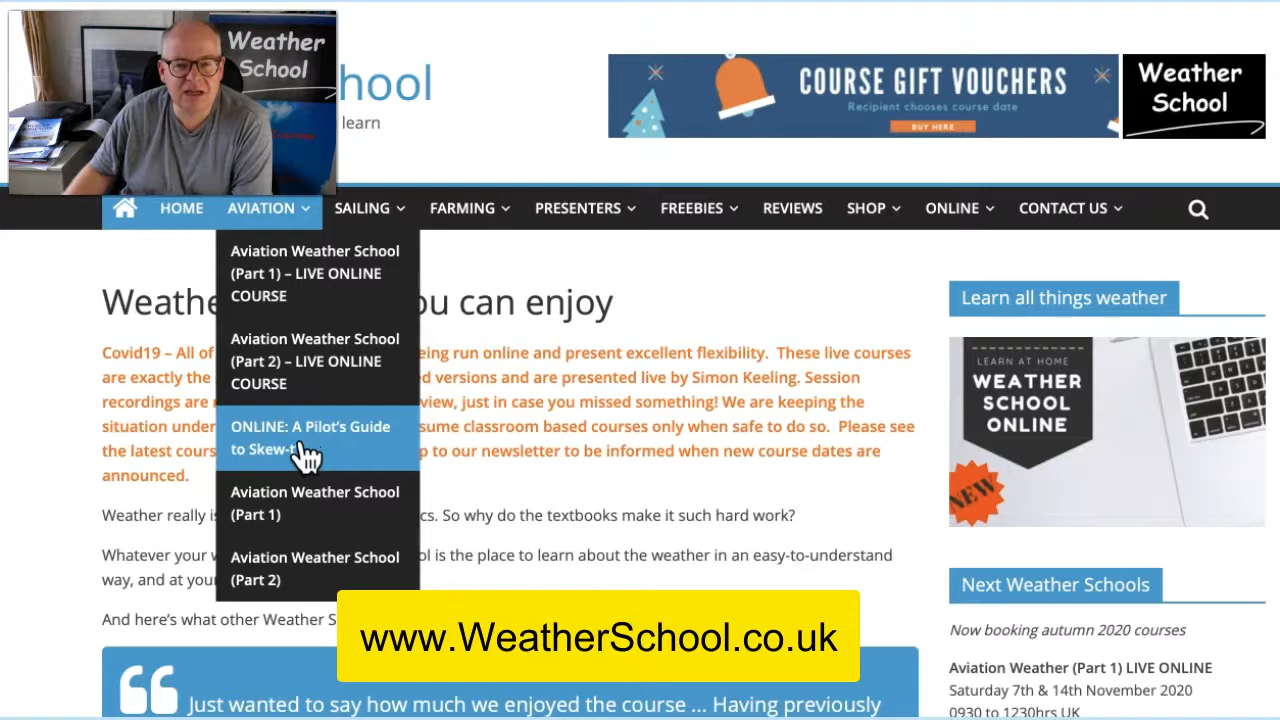 Weather
School
hool
learn
COURSE GIFT VOUCHERS
Recipient chooses course date
BUY HERE
Weather
School
HOME AVIATION SAILING FARMING PRESENTERS FREEBIES REVIEWS SHOP ONLINE CONTACT US
Aviation Weather School
(Part 1) – LIVE ONLINE
COURSE
Aviation Weather School
(Part 2) – LIVE ONLINE
COURSE
ONLINE: A Pilot's Guide
to Skew-t
Aviation Weather School
(Part 1)
Aviation Weather School
(Part 2)
Weathe ou can enjoy
Covid19 – All of eing run online and present excellent flexibility. These live courses
are exactly the ed versions and are presented live by Simon Keeling. Session
recordings are view, just in case you missed something! We are keeping the
situation under sume classroom based courses only when safe to do so. Please see
the latest cours p to our newsletter to be informed when new course dates are
announced.
Weather really is cs. So why do the textbooks make it such hard work?
Whatever your w ol is the place to learn about the weather in an easy-to-understand
way, and at your
And here's what other Weather S
www.WeatherSchool.co.uk
Just wanted to say how much we enjoyed the course ... Having previously
Learn all things weather
LEARN AT HOME
WEATHER
SCHOOL
ONLINE
NEW
Next Weather Schools
Now booking autumn 2020 courses
Aviation Weather (Part 1) LIVE ONLINE
Saturday 7th & 14th November 2020
0930 to 1230hrs UK